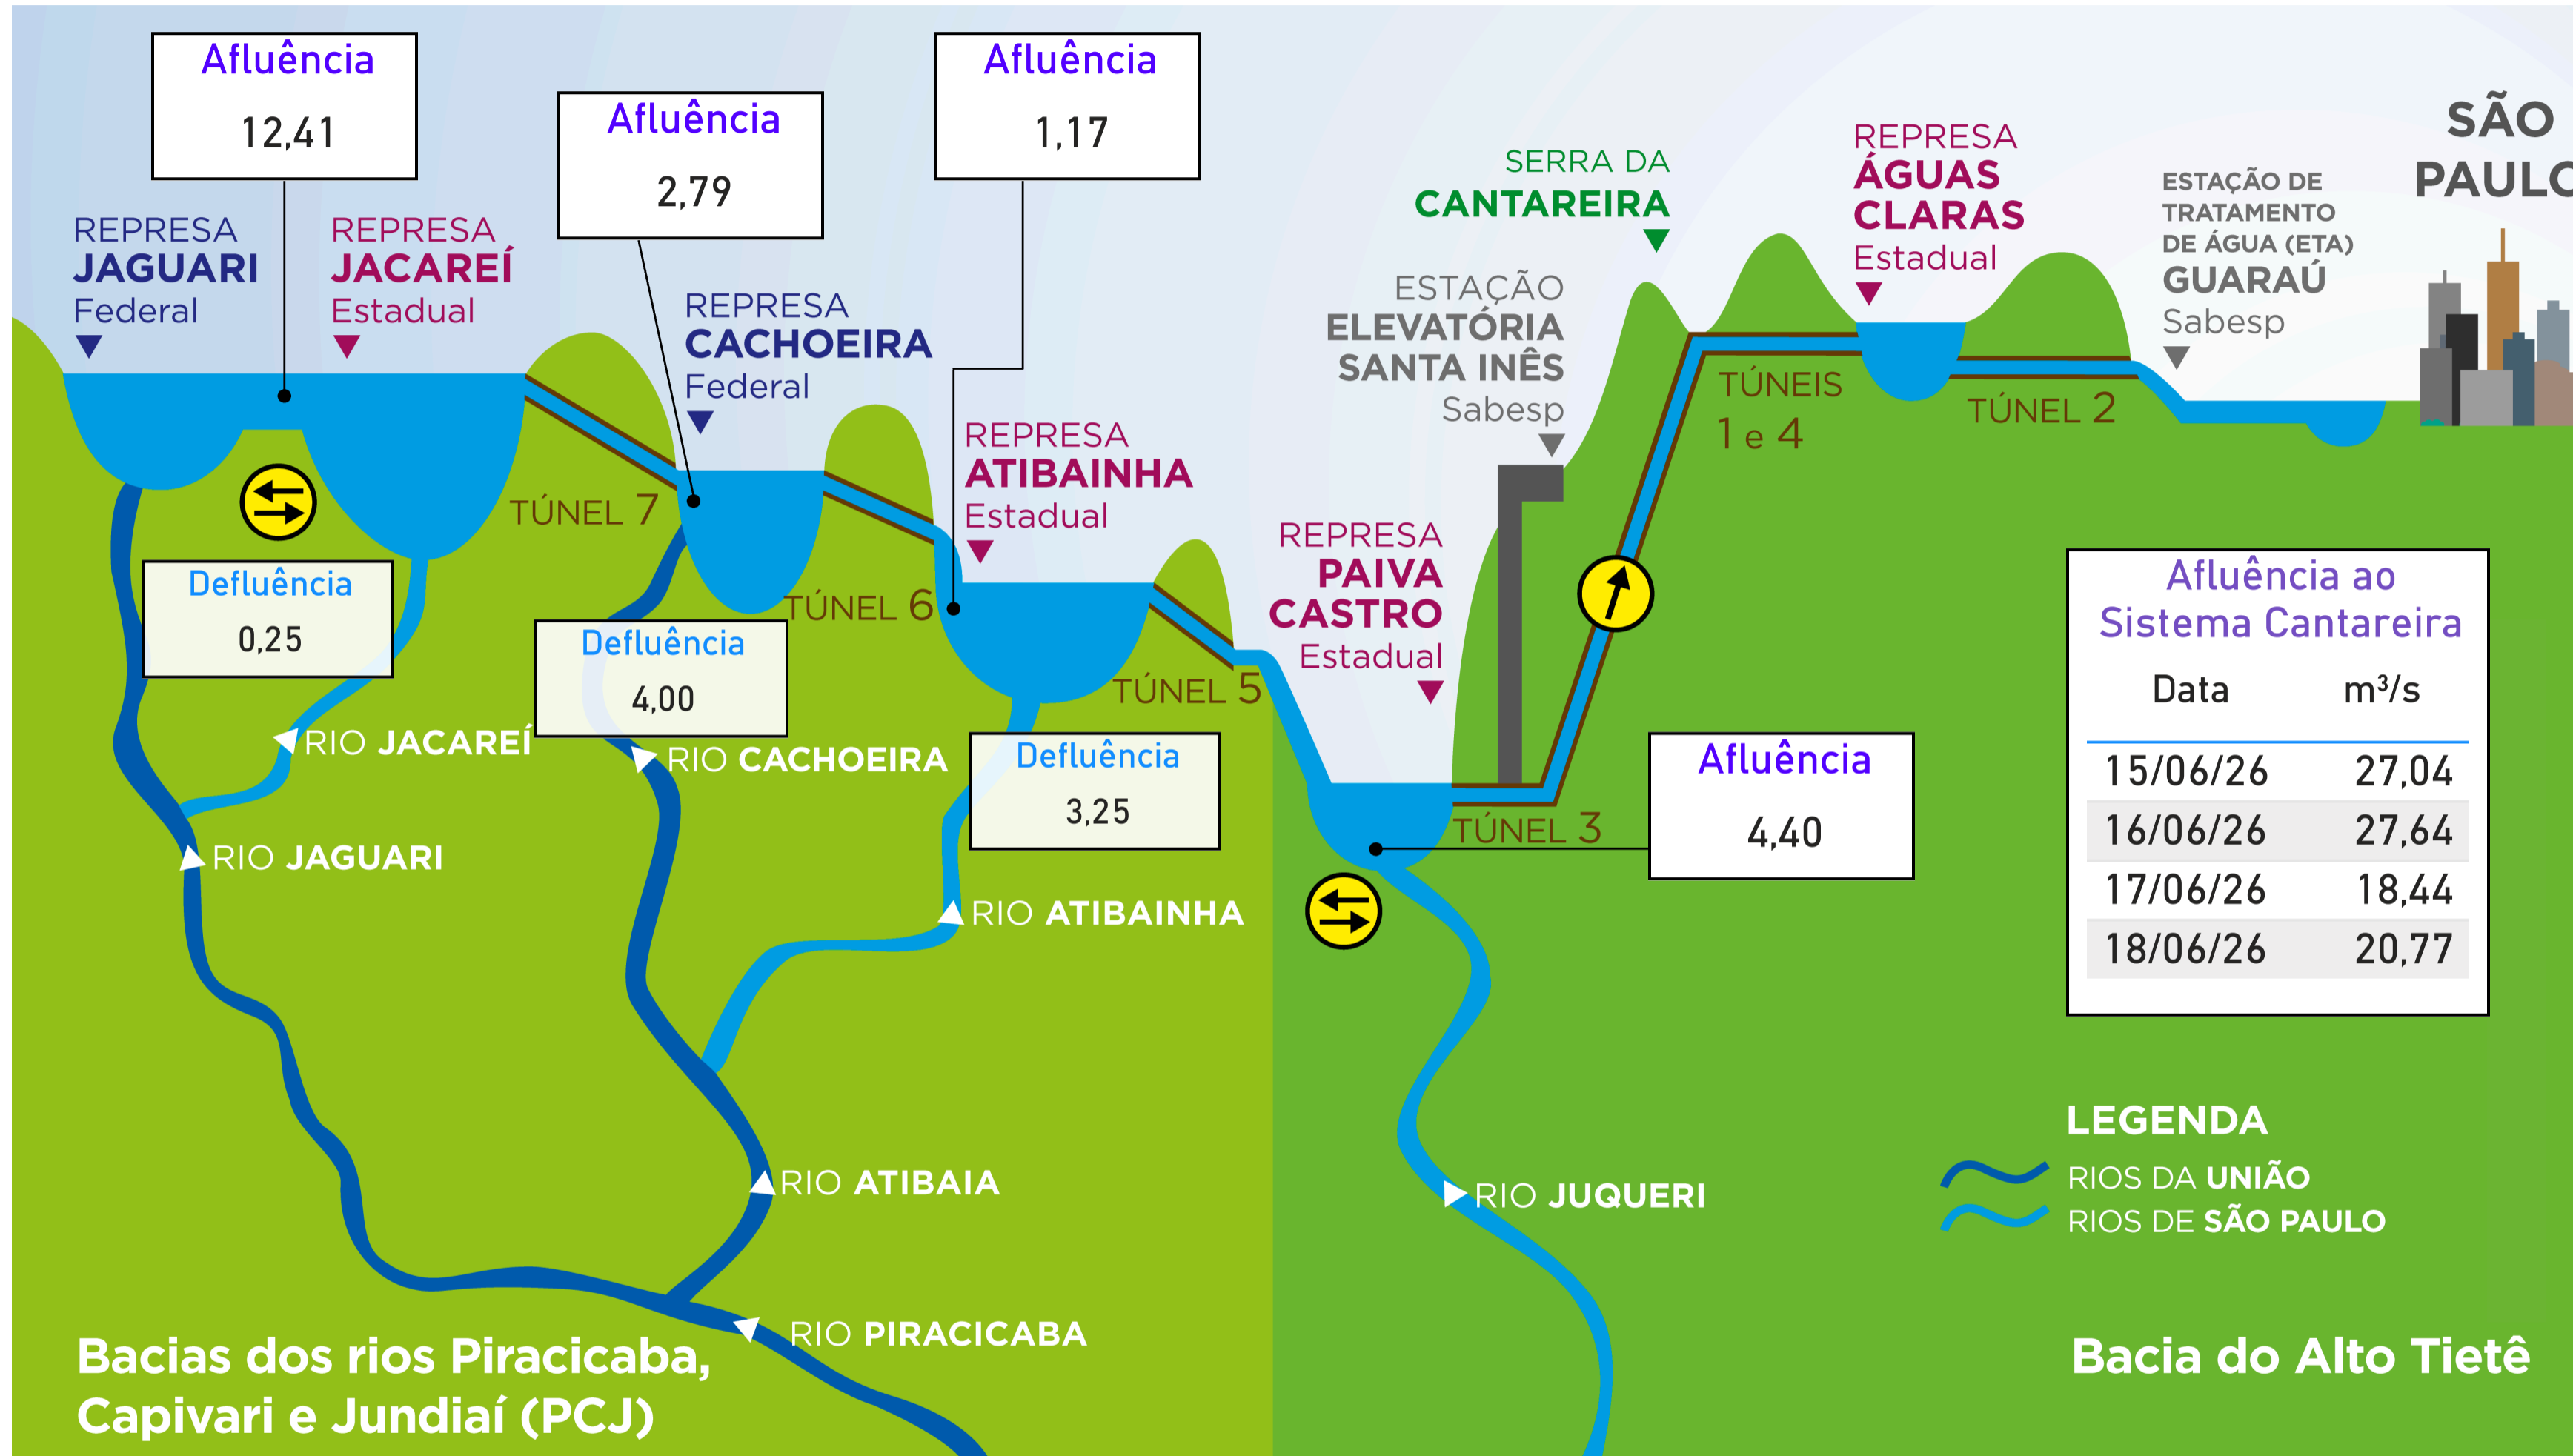 Afluência
12,41
Afluência
2,79
Afluência
1,17
REPRESA
JAGUARI
Federal
REPRESA
JACAREÍ
Estadual
REPRESA
CACHOEIRA
Federal
REPRESA
ATIBAINHA
Estadual
SERRA DA
CANTAREIRA
ESTAÇÃO
ELEVATÓRIA
SANTA INÊS
Sabesp
REPRESA
PAIVA
CASTRO
Estadual
REPRESA
ÁGUAS
CLARAS
Estadual
ESTAÇÃO DE
TRATAMENTO
DE ÁGUA (ETA)
GUARAÚ
Sabesp
SÃO
PAULO
TÚNEL 7
TÚNEL 6
TÚNEL 5
TÚNEL 3
TÚNEIS
1 e 4
TÚNEL 2
Defluência
0,25
Defluência
4,00
Defluência
3,25
Afluência
4,40
RIO JACAREÍ
RIO CACHOEIRA
RIO JAGUARI
RIO ATIBAINHA
RIO ATIBAIA
RIO JUQUERI
RIO PIRACICABA
Afluência ao
Sistema Cantareira
Data m³/s
15/06/26 27,04
16/06/26 27,64
17/06/26 18,44
18/06/26 20,77
LEGENDA
RIOS DA UNIÃO
RIOS DE SÃO PAULO
Bacias dos rios Piracicaba,
Capivari e Jundiaí (PCJ)
Bacia do Alto Tietê